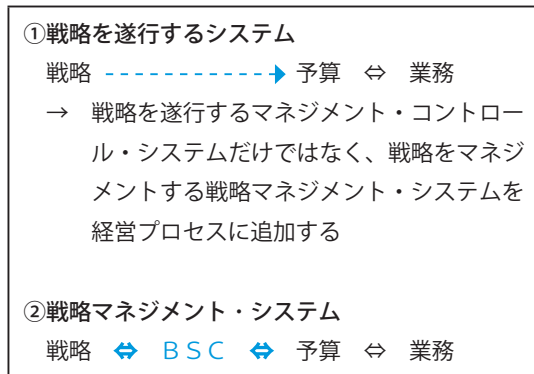 ①戦略を遂行するシステム
戦略 ------------▶ 予算 ⇔ 業務
→ 戦略を遂行するマネジメント・コントロー
ル・システムだけではなく、戦略をマネジ
メントする戦略マネジメント・システムを
経営プロセスに追加する
②戦略マネジメント・システム
戦略 ⇔ ＢＳＣ ⇔ 予算 ⇔ 業務